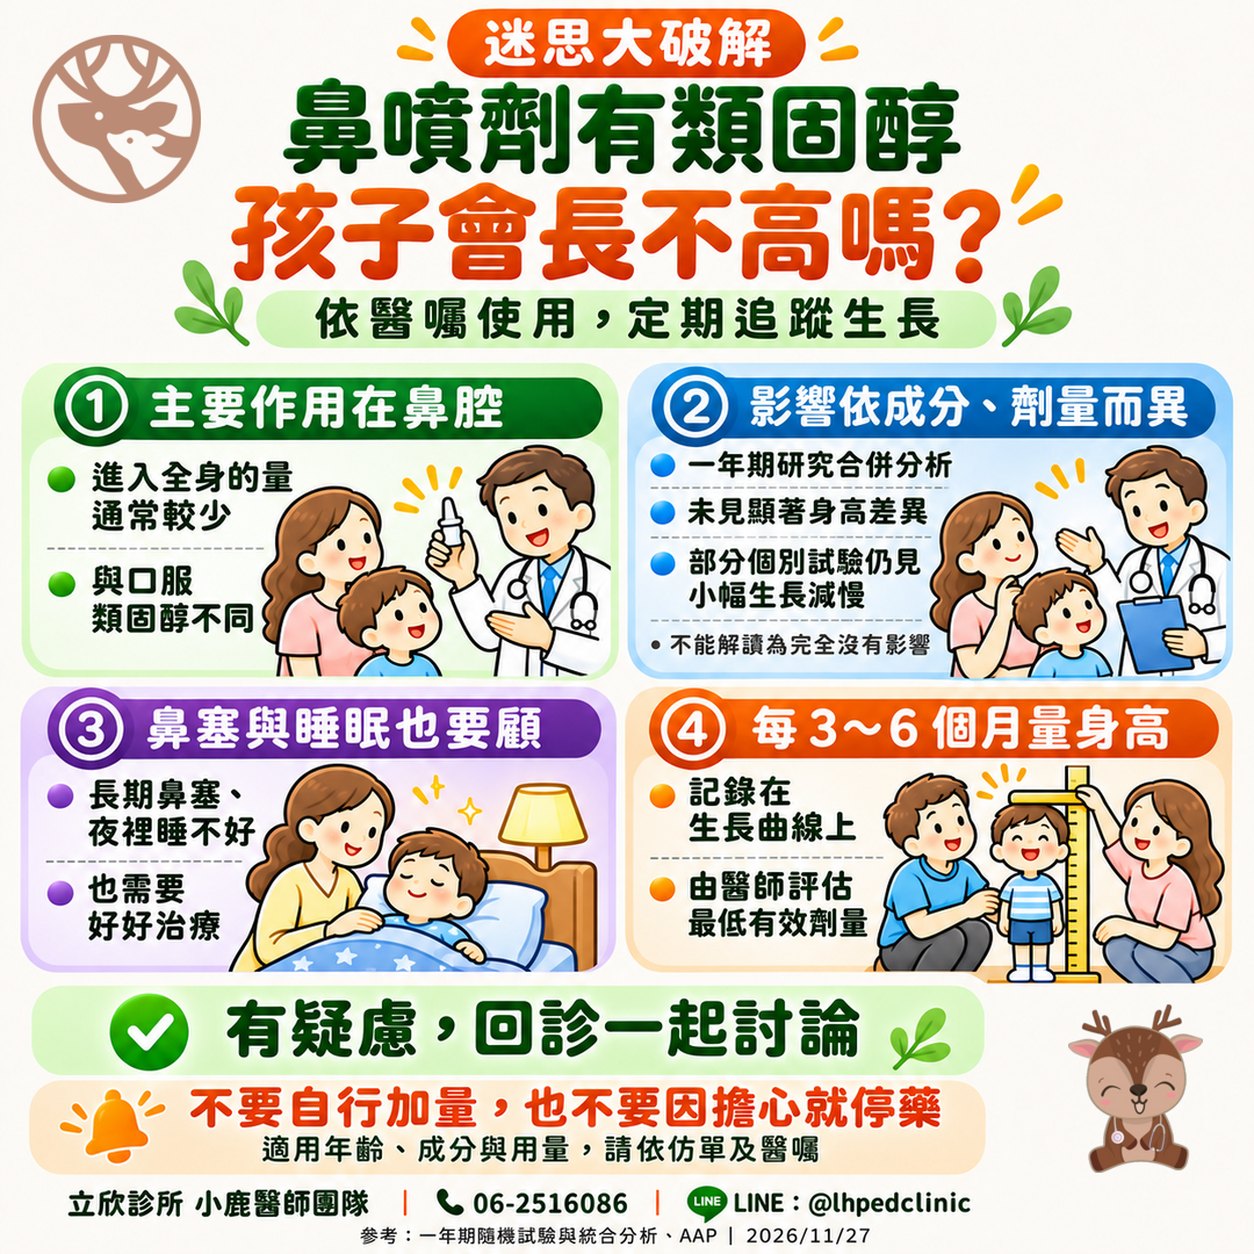 迷思大破解
鼻噴劑有類固醇
孩子會長不高嗎?
依醫囑使用，定期追蹤生長
① 主要作用在鼻腔
進入全身的量
通常較少
與口服
類固醇不同
② 影響依成分、劑量而異
一年期研究合併分析
未見顯著身高差異
部分個別試驗仍見
小幅生長減慢
• 不能解讀為完全沒有影響
③ 鼻塞與睡眠也要顧
長期鼻塞、
夜裡睡不好
也需要
好好治療
④ 每3～6個月量身高
記錄在
生長曲線上
由醫師評估
最低有效劑量
有疑慮，回診一起討論
不要自行加量，也不要因擔心就停藥
適用年齡、成分與用量，請依仿單及醫囑
立欣診所 小鹿醫師團隊 | 06-2516086 | LINE LINE：@lhpedclinic
參考：一年期隨機試驗與統合分析、AAP | 2026/11/27